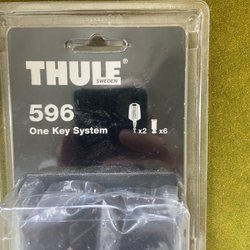 THULE
SWEDEN
596
One Key System
x2 x6